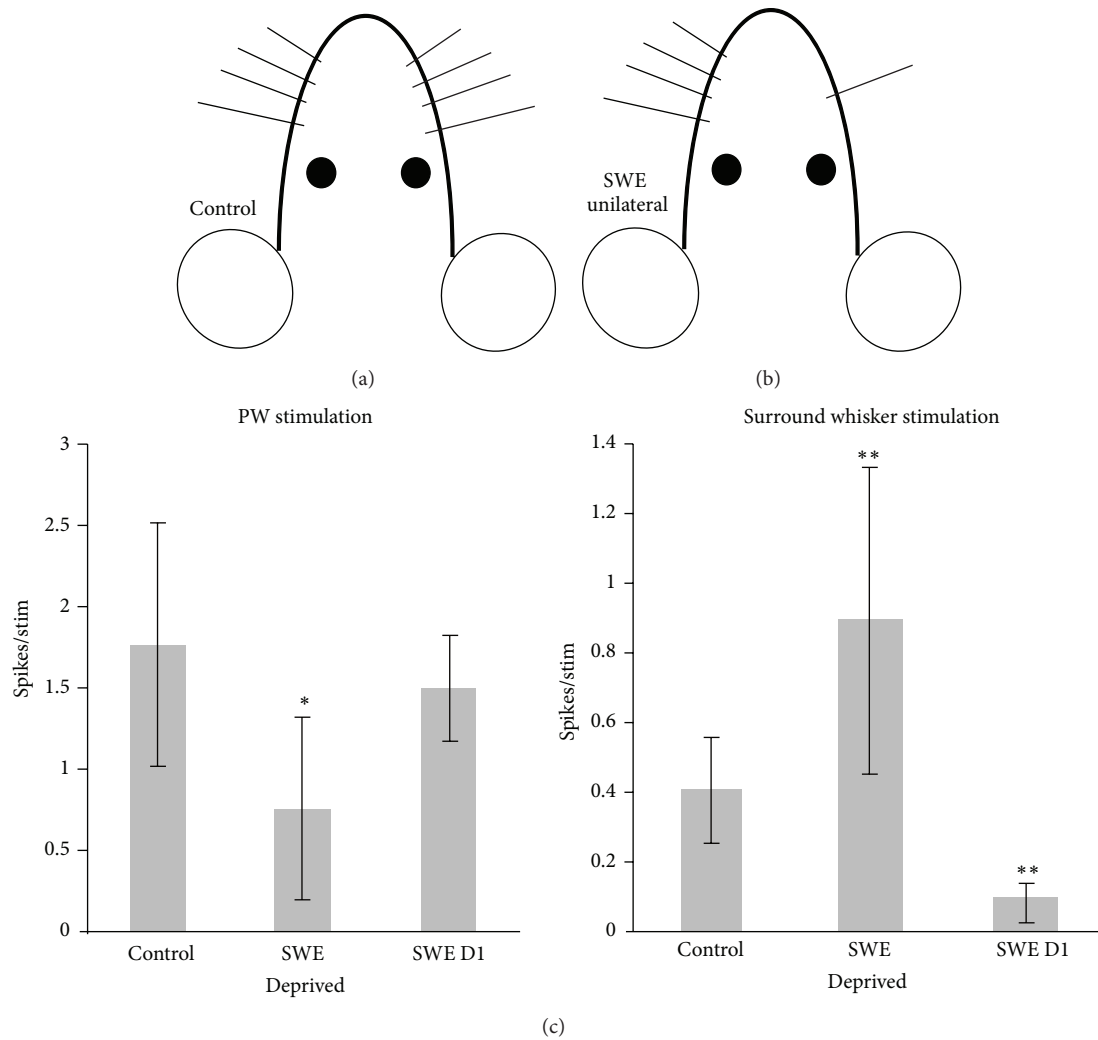 Control
SWE
unilateral
(a)
(b)
PW stimulation
3
2.5
2
1.5
1
0.5
0
Spikes/stim
*
Control
SWE
SWE D1
Deprived
Surround whisker stimulation
1.4
1.2
1
0.8
0.6
0.4
0.2
0
Spikes/stim
**
**
Control
SWE
SWE D1
Deprived
(c)